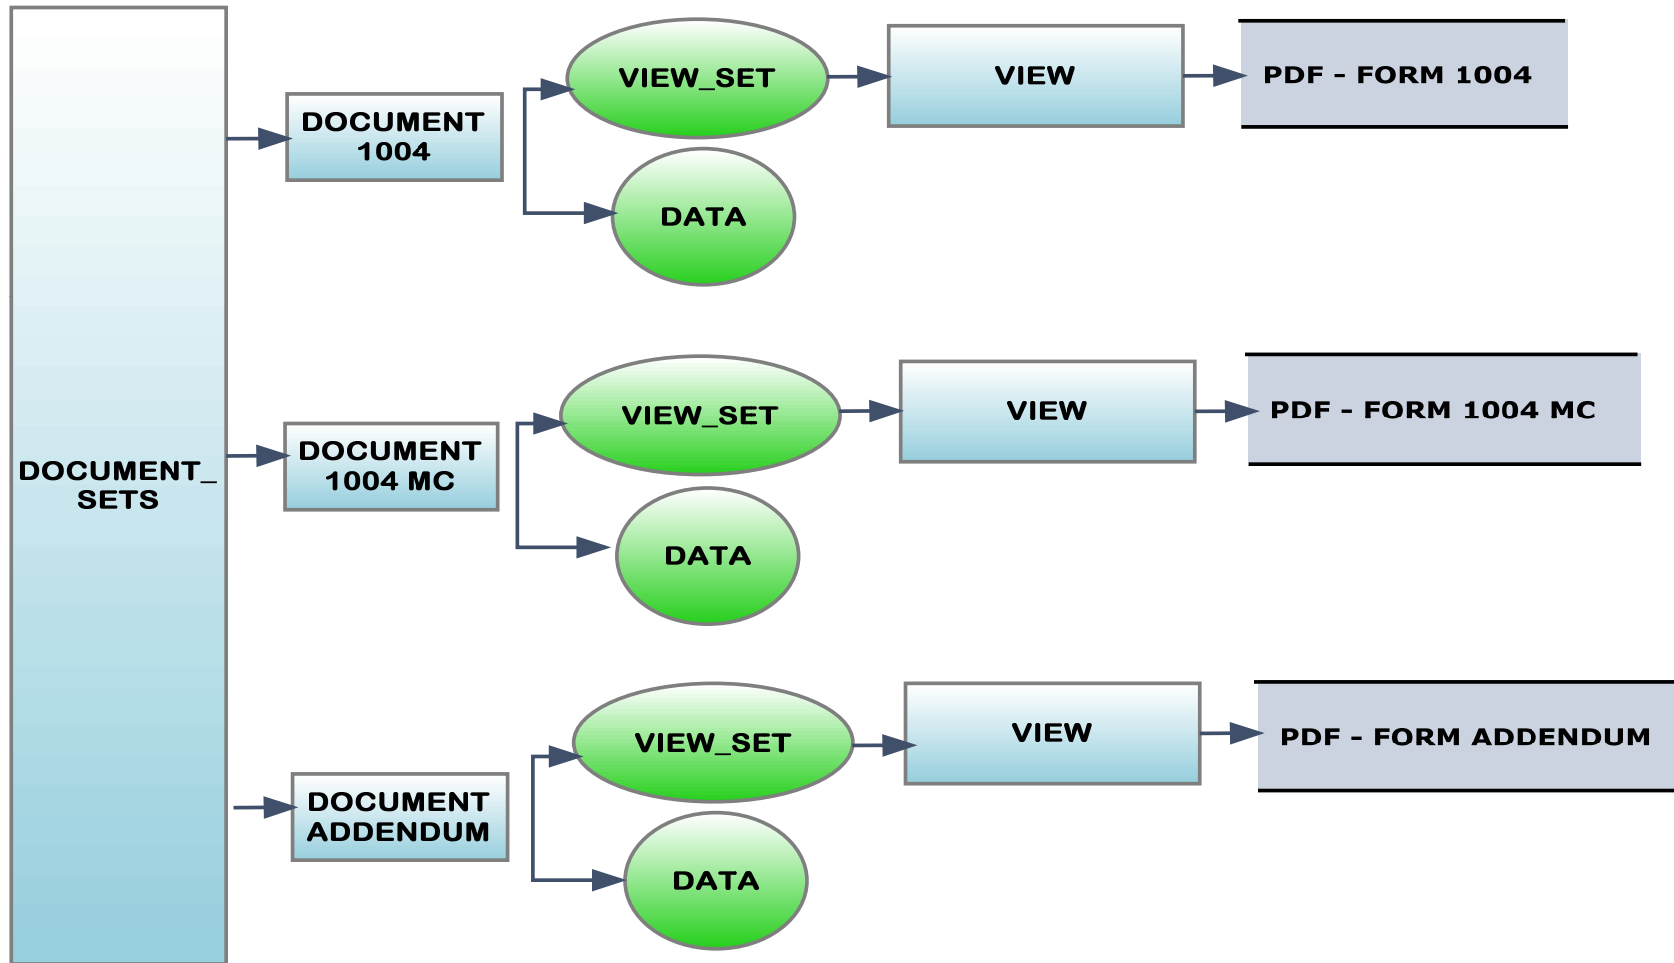 DOCUMENT_
SETS
DOCUMENT
1004
VIEW_SET
DATA
VIEW
PDF - FORM 1004
DOCUMENT
1004 MC
VIEW_SET
DATA
VIEW
PDF - FORM 1004 MC
DOCUMENT
ADDENDUM
VIEW_SET
DATA
VIEW
PDF - FORM ADDENDUM